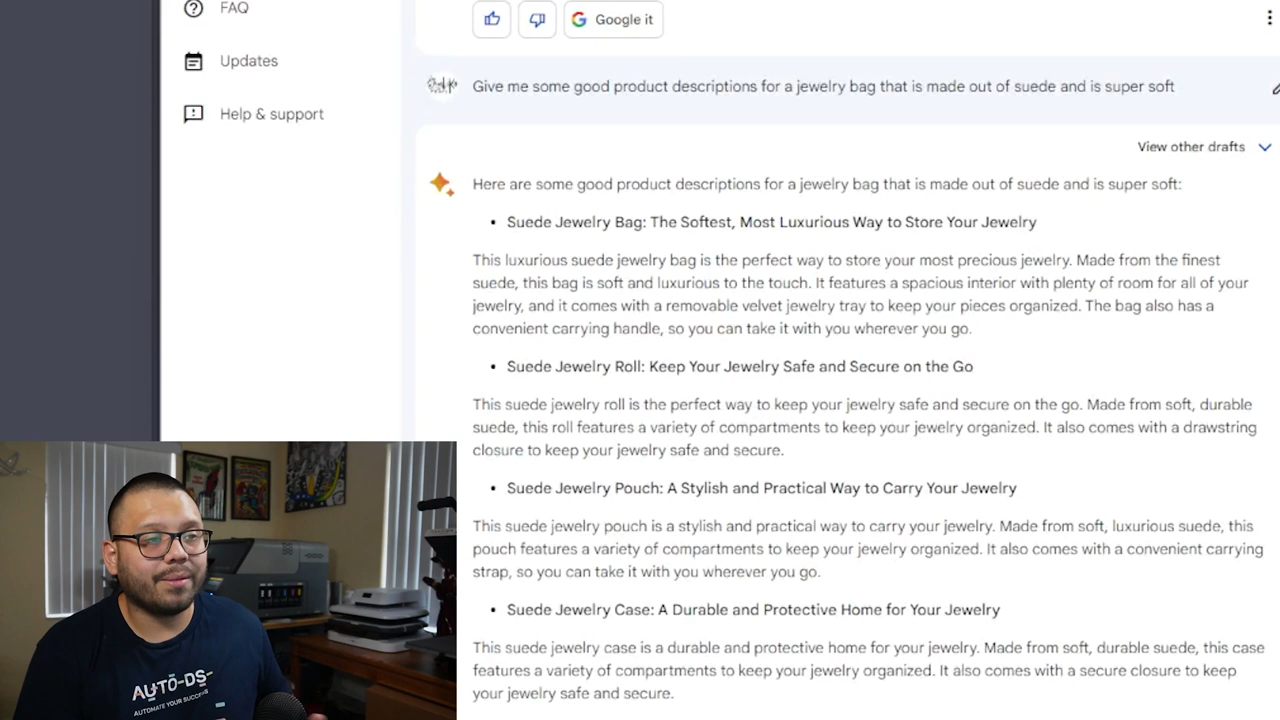 FAQ
Google it
Updates
Give me some good product descriptions for a jewelry bag that is made out of suede and is super soft
Help & support
View other drafts
Here are some good product descriptions for a jewelry bag that is made out of suede and is super soft:
• Suede Jewelry Bag: The Softest, Most Luxurious Way to Store Your Jewelry
This luxurious suede jewelry bag is the perfect way to store your most precious jewelry. Made from the finest
suede, this bag is soft and luxurious to the touch. It features a spacious interior with plenty of room for all of your
jewelry, and it comes with a removable velvet jewelry tray to keep your pieces organized. The bag also has a
convenient carrying handle, so you can take it with you wherever you go.
• Suede Jewelry Roll: Keep Your Jewelry Safe and Secure on the Go
This suede jewelry roll is the perfect way to keep your jewelry safe and secure on the go. Made from soft, durable
suede, this roll features a variety of compartments to keep your jewelry organized. It also comes with a drawstring
closure to keep your jewelry safe and secure.
• Suede Jewelry Pouch: A Stylish and Practical Way to Carry Your Jewelry
This suede jewelry pouch is a stylish and practical way to carry your jewelry. Made from soft, luxurious suede, this
pouch features a variety of compartments to keep your jewelry organized. It also comes with a convenient carrying
strap, so you can take it with you wherever you go.
• Suede Jewelry Case: A Durable and Protective Home for Your Jewelry
This suede jewelry case is a durable and protective home for your jewelry. Made from soft, durable suede, this case
features a variety of compartments to keep your jewelry organized. It also comes with a secure closure to keep
your jewelry safe and secure.
AUTO-DS
AUTOMATE YOUR SUCCESS